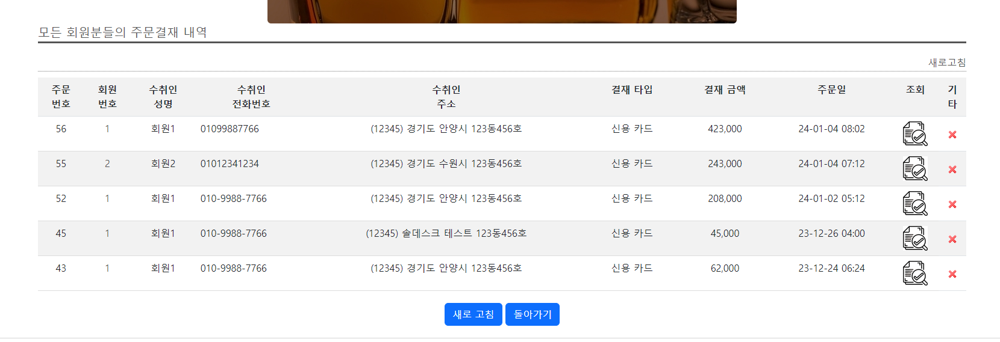 모든 회원분들의 주문결재 내역
새로고침
주문 회원 수취인 수취인 수취인 결재 타입 결재 금액 주문일 조회 기
번호 번호 성명 전화번호 주소 타
56 1 회원1 01099887766 (12345) 경기도 안양시 123동456호 신용 카드 423,000 24-01-04 08:02
55 2 회원2 01012341234 (12345) 경기도 수원시 123동456호 신용 카드 243,000 24-01-04 07:12
52 1 회원1 010-9988-7766 (12345) 경기도 안양시 123동456호 신용 카드 208,000 24-01-02 05:12
45 1 회원1 010-9988-7766 (12345) 솔데스크 테스트 123동456호 신용 카드 45,000 23-12-26 04:00
43 1 회원1 010-9988-7766 (12345) 경기도 안양시 123동456호 신용 카드 62,000 23-12-24 06:24
새로 고침 돌아가기